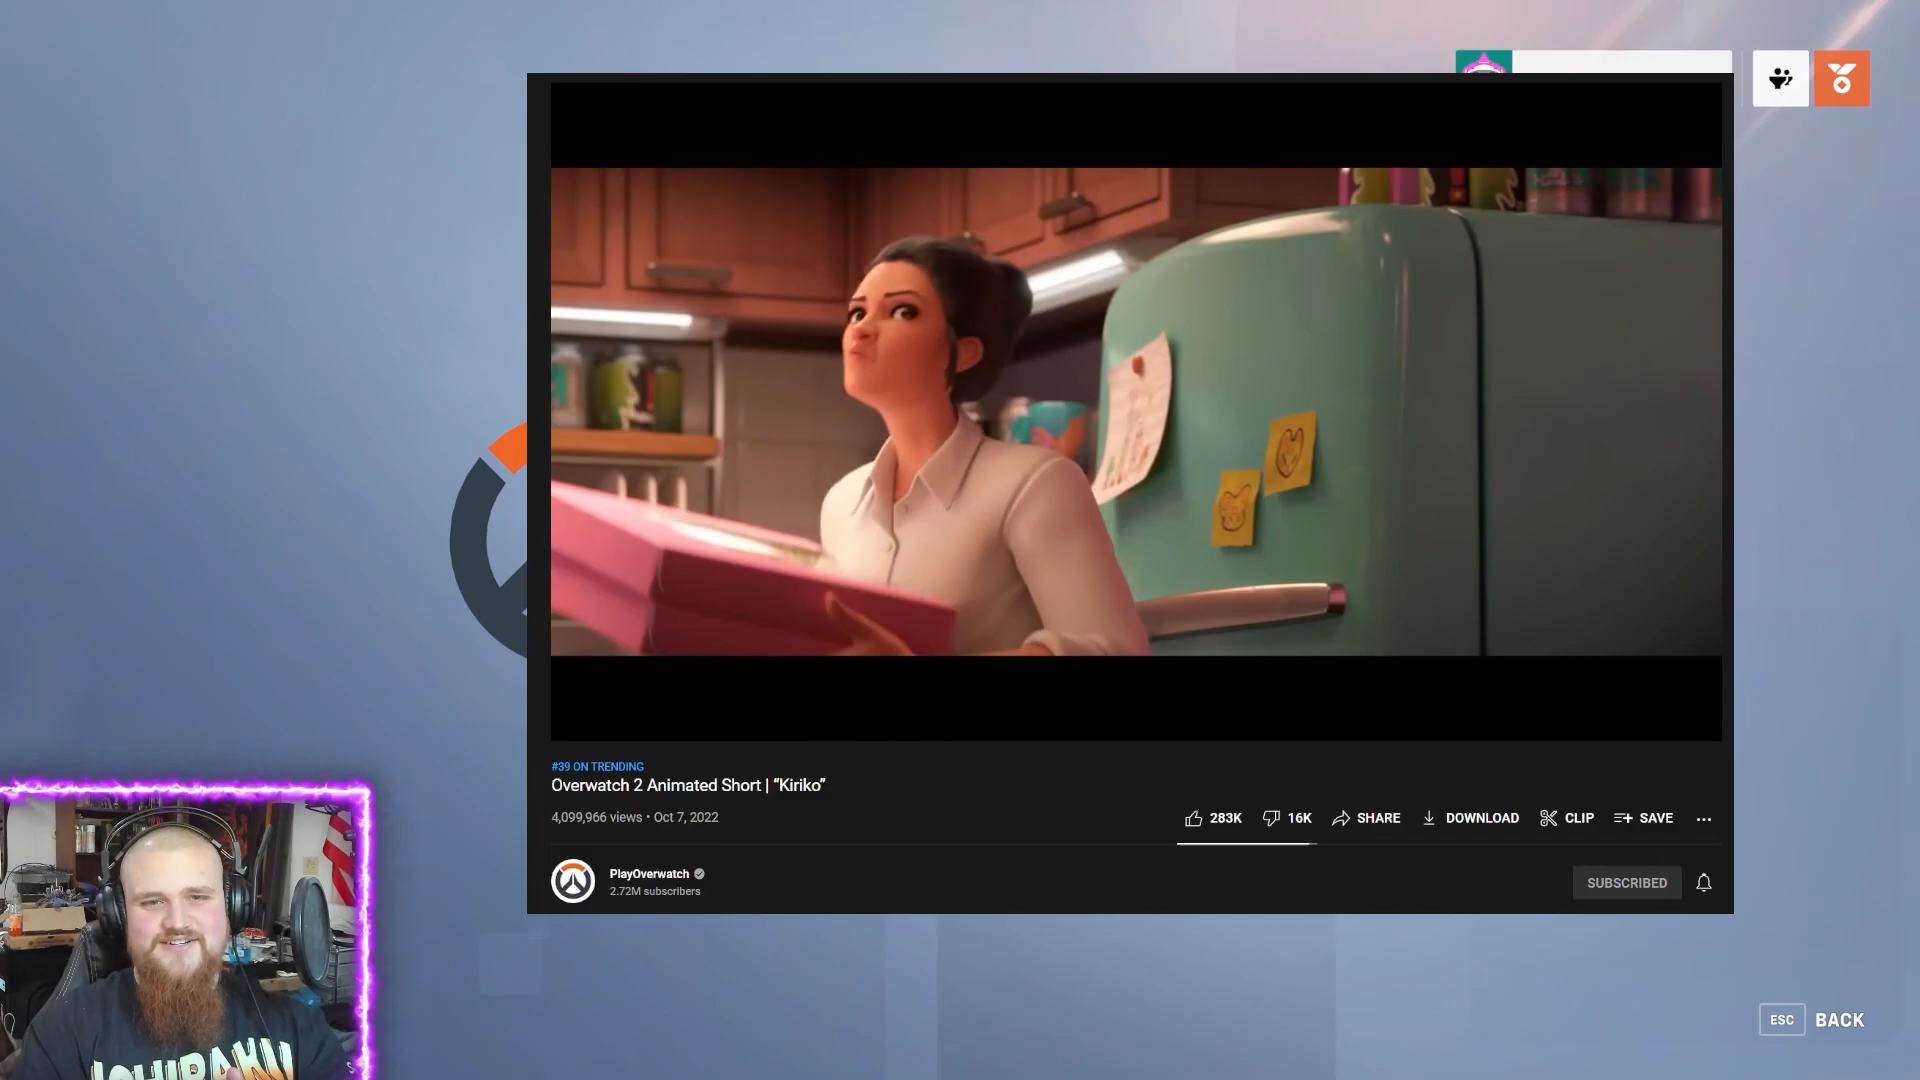 #39 ON TRENDING
Overwatch 2 Animated Short | “Kiriko”
4,099,966 views • Oct 7, 2022
283K 16K SHARE DOWNLOAD CLIP SAVE
PlayOverwatch
2.72M subscribers
SUBSCRIBED
ESC BACK
ICHIRAKU